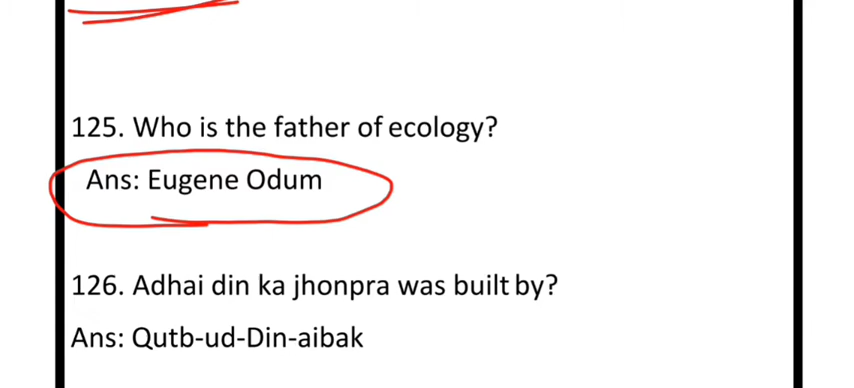 125. Who is the father of ecology?
Ans: Eugene Odum
126. Adhai din ka jhonpra was built by?
Ans: Qutb-ud-Din-aibak